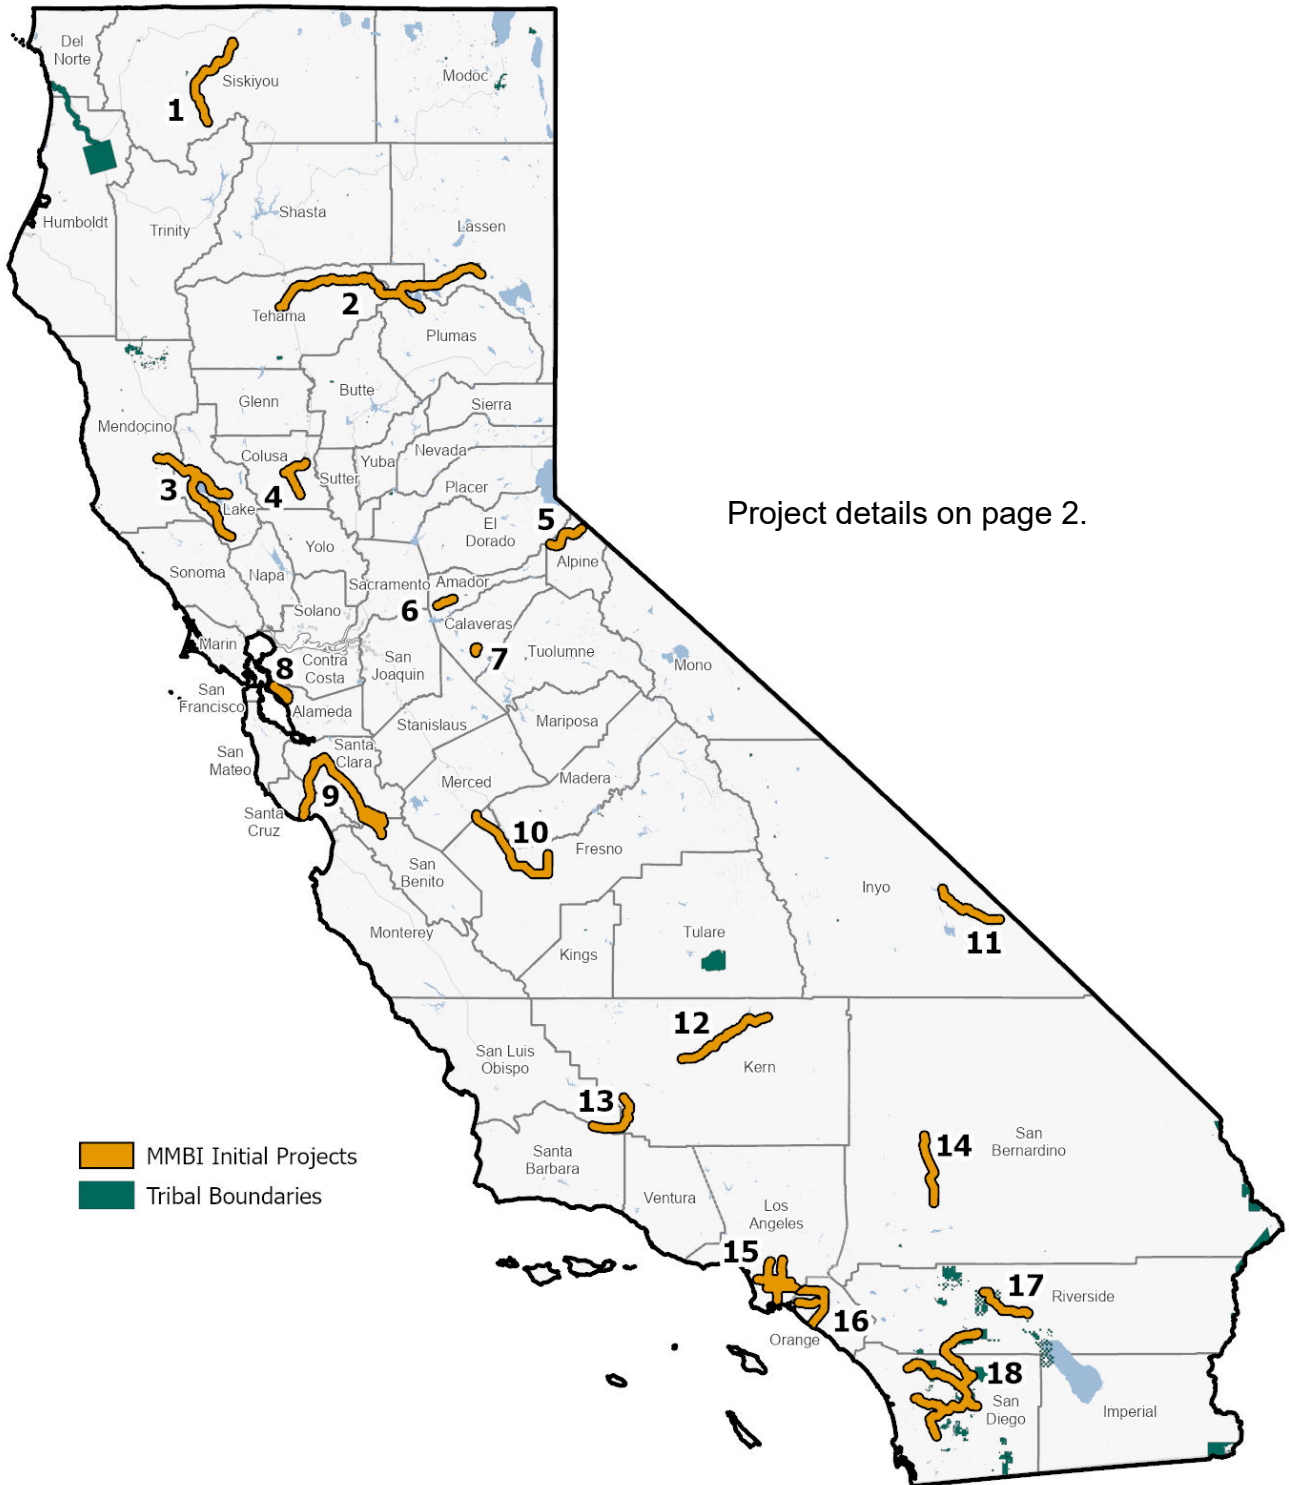 Del
Norte
Siskiyou
Modoc
1
Humboldt
Trinity
Shasta
Lassen
2
Tehama
Plumas
Glenn
Butte
Sierra
Mendocino
Colusa
Yuba
Nevada
Sutter
Placer
3
4
Lake
5
El
Dorado
Alpine
Yolo
Sonoma
Napa
Sacramento
Amador
6
Solano
Calaveras
Marin
Contra
Costa
San
Joaquin
7
Tuolumne
Mono
8
San
Francisco
Alameda
Stanislaus
Mariposa
San
Mateo
Santa
Clara
Merced
Madera
9
Santa
Cruz
10
Fresno
San
Benito
Inyo
11
Monterey
Kings
Tulare
12
San Luis
Obispo
Kern
13
Santa
Barbara
Ventura
Los
Angeles
14
San
Bernardino
15
16
Orange
17
Riverside
18
San
Diego
Imperial
Project details on page 2.
MMBI Initial Projects
Tribal Boundaries